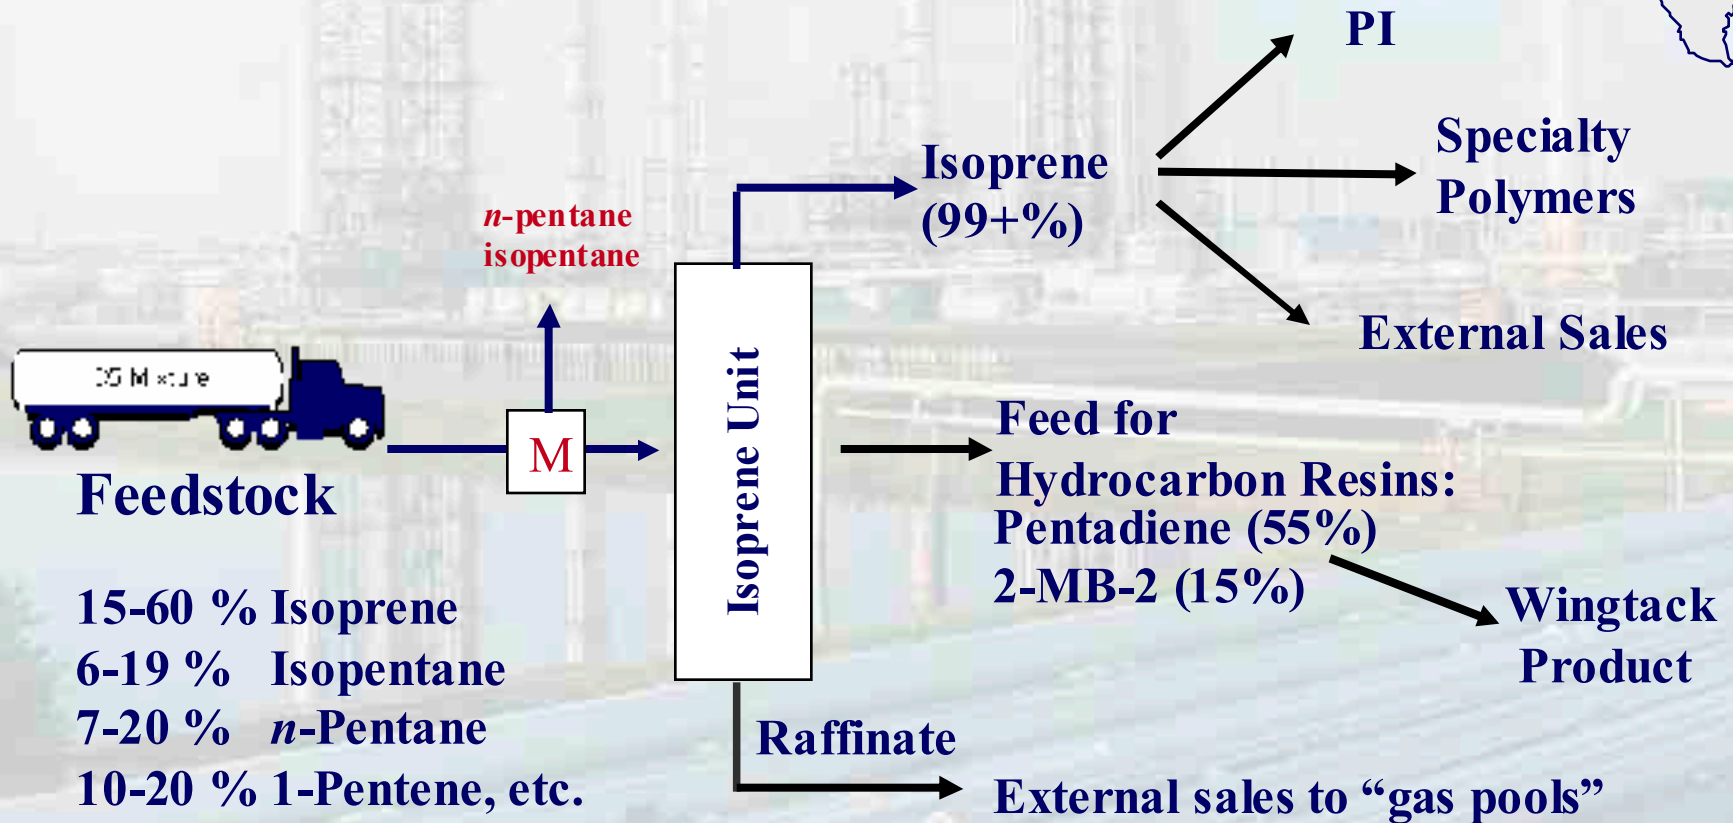 PI
Specialty
Polymers
Isoprene
(99+%)
n-pentane
isopentane
External Sales
Mixture
M
Isoprene Unit
Feed for
Hydrocarbon Resins:
Pentadiene (55%)
2-MB-2 (15%)
Wingtack
Product
Feedstock
15-60 % Isoprene
6-19 % Isopentane
7-20 % n-Pentane
10-20 % 1-Pentene, etc.
Raffinate
External sales to “gas pools”